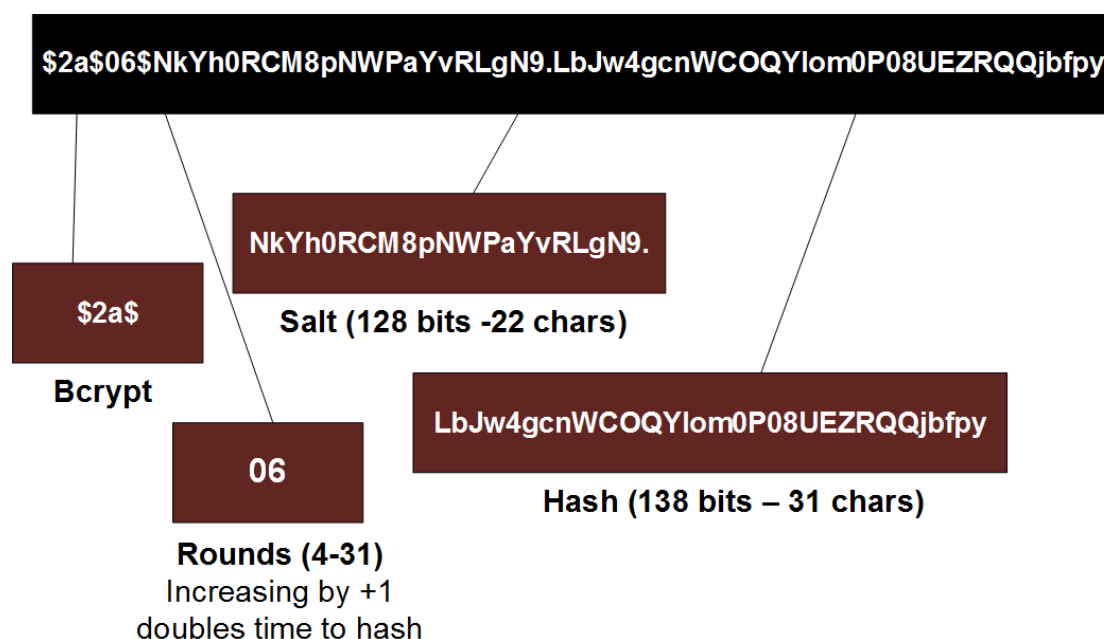 $2a$06$NkYh0RCM8pNWPaYvRLgN9.LbJw4gcnWCOQYIom0P08UEZRQQjbfpy
NkYh0RCM8pNWPaYvRLgN9.
Salt (128 bits -22 chars)
$2a$
Bcrypt
LbJw4gcnWCOQYIom0P08UEZRQQjbfpy
Hash (138 bits – 31 chars)
06
Rounds (4-31)
Increasing by +1
doubles time to hash